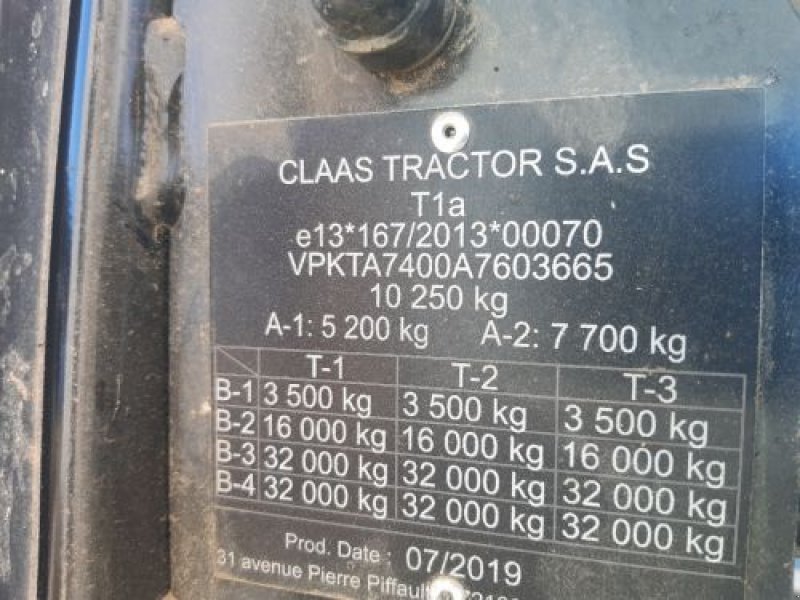 CLAAS TRACTOR S.A.S
T1a
e13*167/2013*00070
VPKTA7400A7603665
10 250 kg
A-1: 5 200 kg A-2: 7 700 kg
T-1 T-2 T-3
B-1 3 500 kg 3 500 kg 3 500 kg
B-2 16 000 kg 16 000 kg 16 000 kg
B-3 32 000 kg 32 000 kg 32 000 kg
B-4 32 000 kg 32 000 kg 32 000 kg
Prod. Date : 07/2019
31 avenue Pierre Piffault